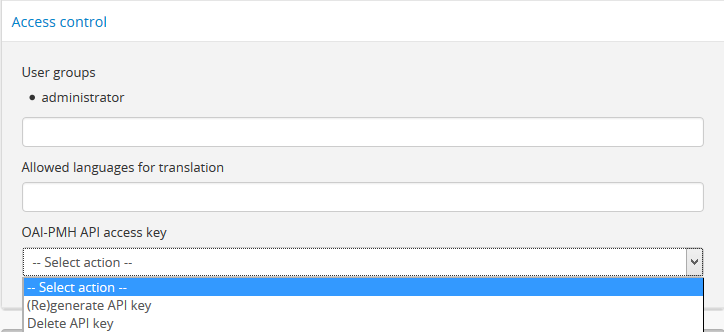 Access control
User groups
• administrator
Allowed languages for translation
OAI-PMH API access key
-- Select action --
-- Select action --
(Re)generate API key
Delete API key